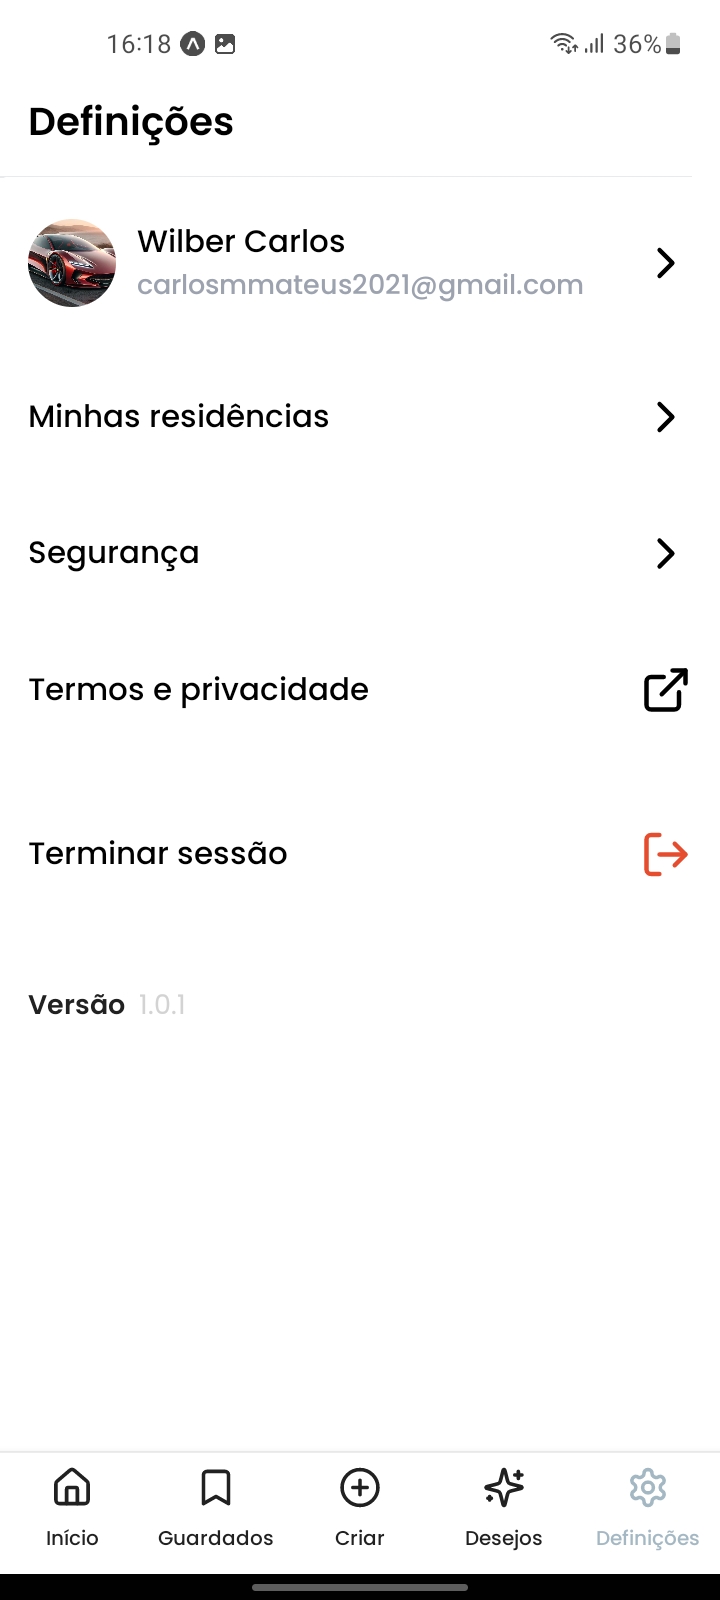 16:18 36%
Definições
Wilber Carlos
carlosmmateus2021@gmail.com
Minhas residências
Segurança
Termos e privacidade
Terminar sessão
Versão 1.0.1
Início Guardados Criar Desejos Definições